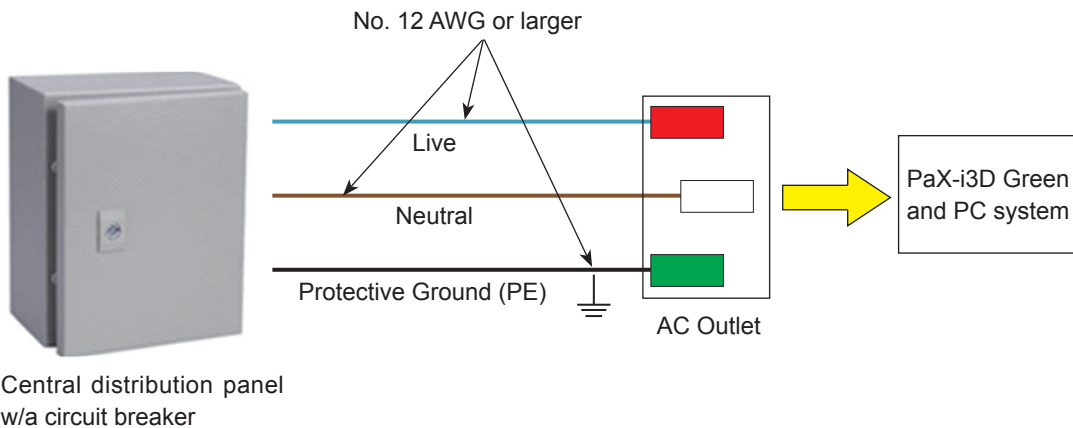 No. 12 AWG or larger
Live
Neutral
Protective Ground (PE)
AC Outlet
PaX-i3D Green
and PC system
Central distribution panel
w/a circuit breaker